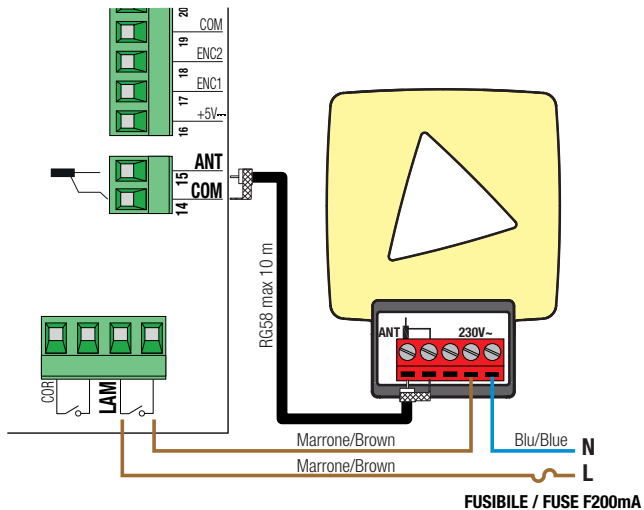 20
COM
19
ENC2
18
ENC1
17
+5V
16
ANT
15
COM
14
RG58 max 10 m
ANT
230V~
COR
LAM
Marrone/Brown
Blu/Blue
N
Marrone/Brown
L
FUSIBILE / FUSE F200mA